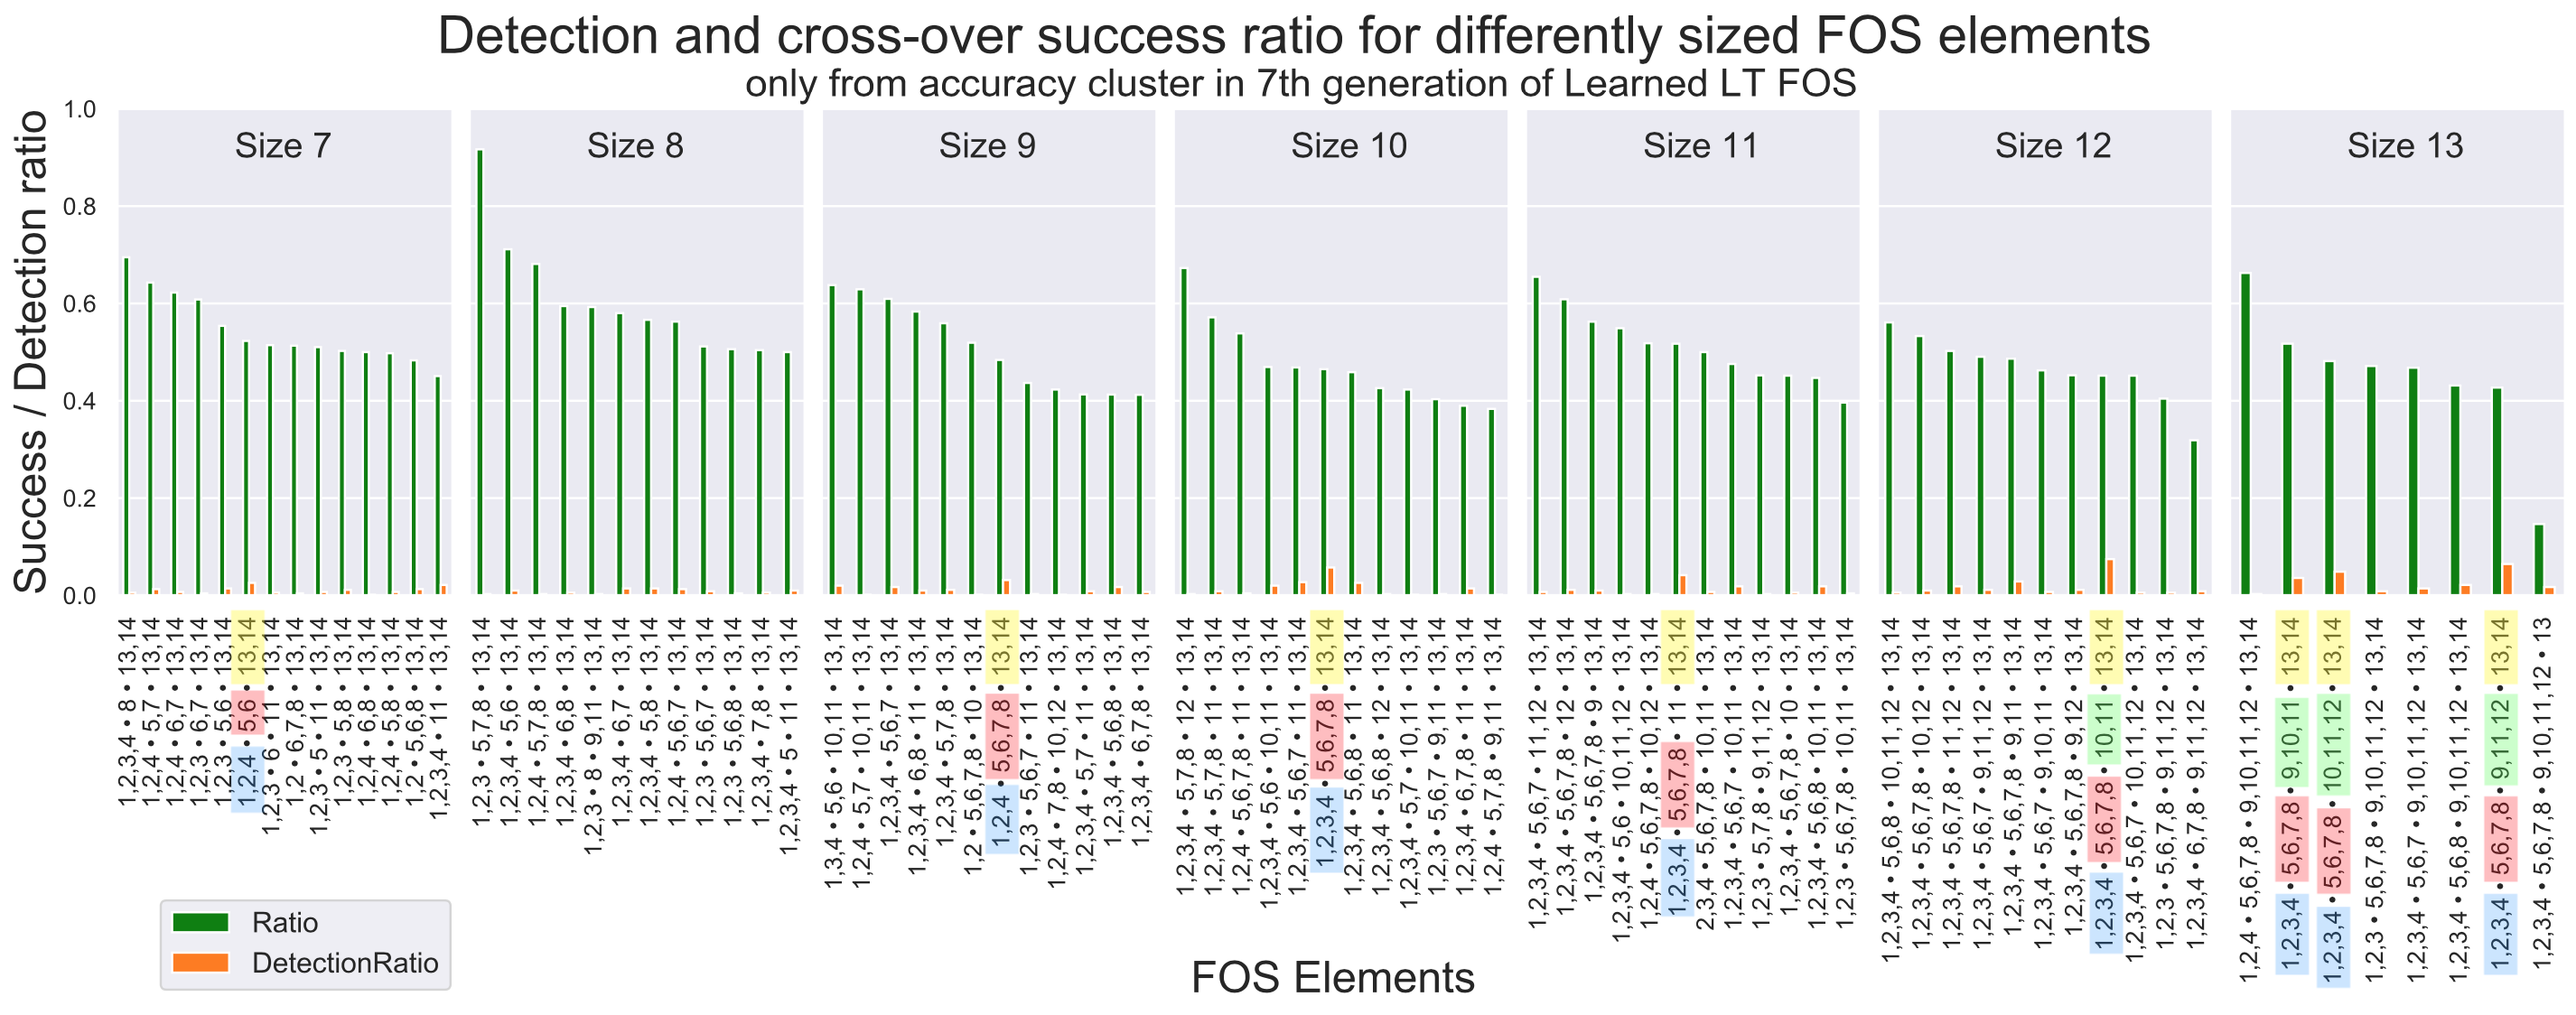 Detection and cross-over success ratio for differently sized FOS elements
only from accuracy cluster in 7th generation of Learned LT FOS
Success / Detection ratio
1.0
0.8
0.6
0.4
0.2
0.0
Size 7
Size 8
Size 9
Size 10
Size 11
Size 12
Size 13
1,2,3,4 • 8 • 13,14
1,2,4 • 5,7 • 13,14
1,2,4 • 6,7 • 13,14
1,2,3 • 6,7 • 13,14
1,2,3 • 5,6 • 13,14
1,2,4 • 5,6 • 13,14
1,2,3 • 6 • 11 • 13,14
1,2 • 6,7,8 • 13,14
1,2,3 • 5 • 11 • 13,14
1,2,3 • 5,8 • 13,14
1,2,4 • 6,8 • 13,14
1,2,4 • 5,8 • 13,14
1,2 • 5,6,8 • 13,14
1,2,3,4 • 11 • 13,14
1,2,3 • 5,7,8 • 13,14
1,2,3,4 • 5,6 • 13,14
1,2,4 • 5,7,8 • 13,14
1,2,3,4 • 6,8 • 13,14
1,2,3 • 8 • 9,11 • 13,14
1,2,3,4 • 6,7 • 13,14
1,2,3,4 • 5,8 • 13,14
1,2,4 • 5,6,7 • 13,14
1,2,3 • 5,6,7 • 13,14
1,2,3 • 5,6,8 • 13,14
1,2,3,4 • 7,8 • 13,14
1,2,3,4 • 5 • 11 • 13,14
1,3,4 • 5,6 • 10,11 • 13,14
1,2,4 • 5,7 • 10,11 • 13,14
1,2,3,4 • 5,6,7 • 13,14
1,2,3,4 • 6,8 • 11 • 13,14
1,2,3,4 • 5,7,8 • 13,14
1,2 • 5,6,7,8 • 10 • 13,14
1,2,4 • 5,6,7,8 • 13,14
1,2,3 • 5,6,7 • 11 • 13,14
1,2,4 • 7,8 • 10,12 • 13,14
1,2,3,4 • 5,7 • 11 • 13,14
1,2,3,4 • 5,6,8 • 13,14
1,2,3,4 • 6,7,8 • 13,14
1,2,3,4 • 5,7,8 • 12 • 13,14
1,2,3,4 • 5,7,8 • 11 • 13,14
1,2,4 • 5,6,7,8 • 11 • 13,14
1,2,3,4 • 5,6 • 10,11 • 13,14
1,2,3,4 • 5,6,7 • 11 • 13,14
1,2,3,4 • 5,6,7,8 • 13,14
1,2,3,4 • 5,6,8 • 11 • 13,14
1,2,3,4 • 5,6,8 • 12 • 13,14
1,2,3,4 • 5,7 • 10,11 • 13,14
1,2,3 • 5,6,7 • 9,11 • 13,14
1,2,3,4 • 6,7,8 • 11 • 13,14
1,2,4 • 5,7,8 • 9,11 • 13,14
1,2,3,4 • 5,6,7 • 11,12 • 13,14
1,2,3,4 • 5,6,7,8 • 12 • 13,14
1,2,3,4 • 5,6,7,8 • 9 • 13,14
1,2,3,4 • 5,6 • 10,11,12 • 13,14
1,2,4 • 5,6,7,8 • 10,12 • 13,14
1,2,3,4 • 5,6,7,8 • 11 • 13,14
2,3,4 • 5,6,7,8 • 10,11 • 13,14
1,2,3,4 • 5,6,7 • 10,11 • 13,14
1,2,3 • 5,7,8 • 9,11,12 • 13,14
1,2,3,4 • 5,6,7,8 • 10 • 13,14
1,2,3,4 • 5,6,8 • 10,11 • 13,14
1,2,3 • 5,6,7,8 • 10,11 • 13,14
1,2,3,4 • 5,6,8 • 10,11,12 • 13,14
1,2,3,4 • 5,6,7,8 • 10,12 • 13,14
1,2,3,4 • 5,6,7,8 • 11,12 • 13,14
1,2,3,4 • 5,6,7 • 9,11,12 • 13,14
1,2,3,4 • 5,6,7,8 • 9,11 • 13,14
1,2,3,4 • 5,6,7 • 9,10,11 • 13,14
1,2,3,4 • 5,6,7,8 • 9,12 • 13,14
1,2,3,4 • 5,6,7,8 • 10,11 • 13,14
1,2,3,4 • 5,6,7 • 10,11,12 • 13,14
1,2,3 • 5,6,7,8 • 9,11,12 • 13,14
1,2,3,4 • 6,7,8 • 9,11,12 • 13,14
1,2,4 • 5,6,7,8 • 9,10,11,12 • 13,14
1,2,3,4 • 5,6,7,8 • 9,10,11 • 13,14
1,2,3,4 • 5,6,7,8 • 10,11,12 • 13,14
1,2,3 • 5,6,7,8 • 9,10,11,12 • 13,14
1,2,3,4 • 5,6,7 • 9,10,11,12 • 13,14
1,2,3,4 • 5,6,8 • 9,10,11,12 • 13,14
1,2,3,4 • 5,6,7,8 • 9,11,12 • 13,14
1,2,3,4 • 5,6,7,8 • 9,10,11,12 • 13
Ratio
DetectionRatio
FOS Elements